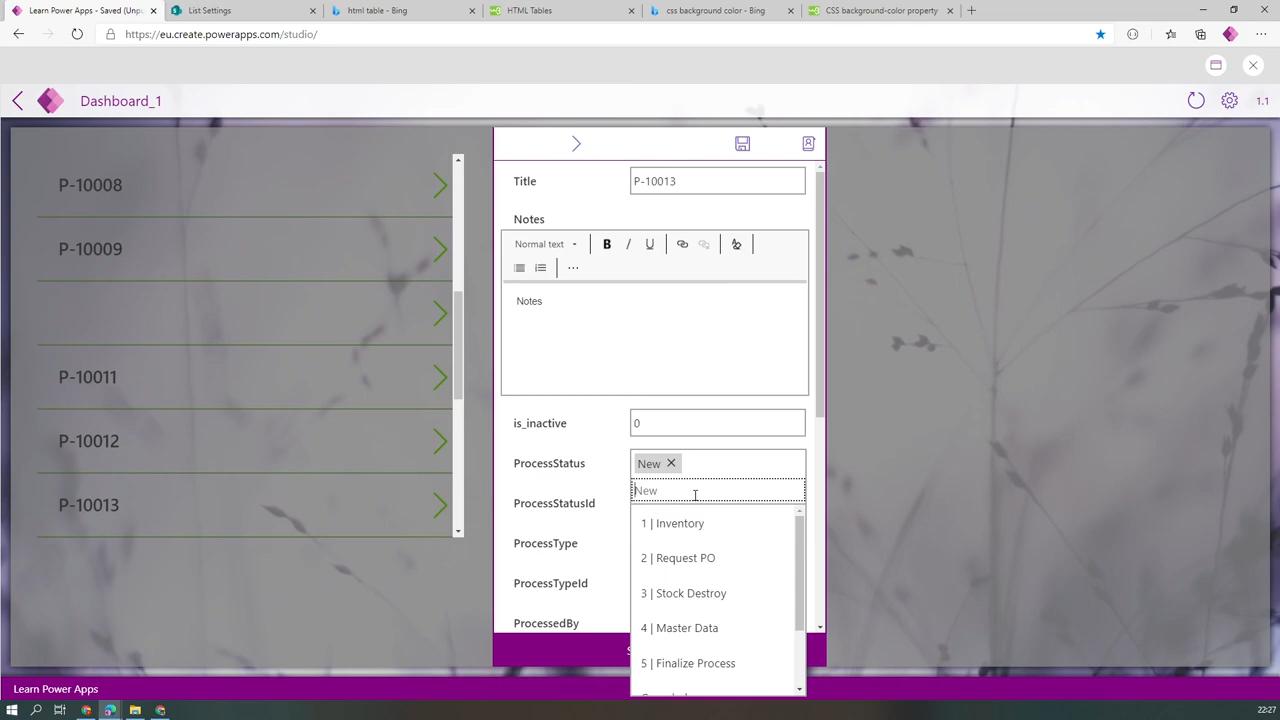 Learn Power Apps - Saved (Unpu
List Settings
html table - Bing
HTML Tables
css background color - Bing
CSS background-color property
https://eu.create.powerapps.com/studio/
Dashboard_1
1.1
P-10008
P-10009
P-10011
P-10012
P-10013
Title
P-10013
Notes
Normal text
B
I
U
Notes
is_inactive
0
ProcessStatus
New
New
ProcessStatusId
1 | Inventory
ProcessType
2 | Request PO
ProcessTypeId
3 | Stock Destroy
ProcessedBy
4 | Master Data
5 | Finalize Process
Learn Power Apps
22:27